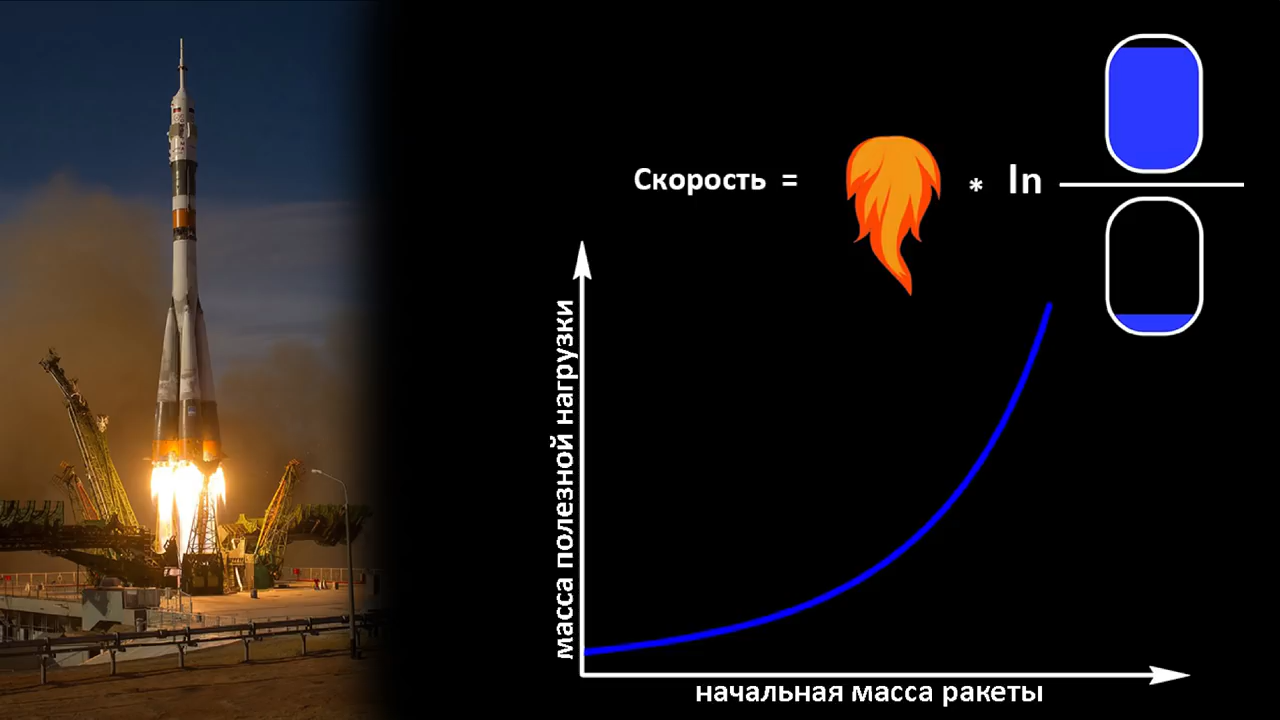 Скорость = * ln
масса полезной нагрузки
начальная масса ракеты